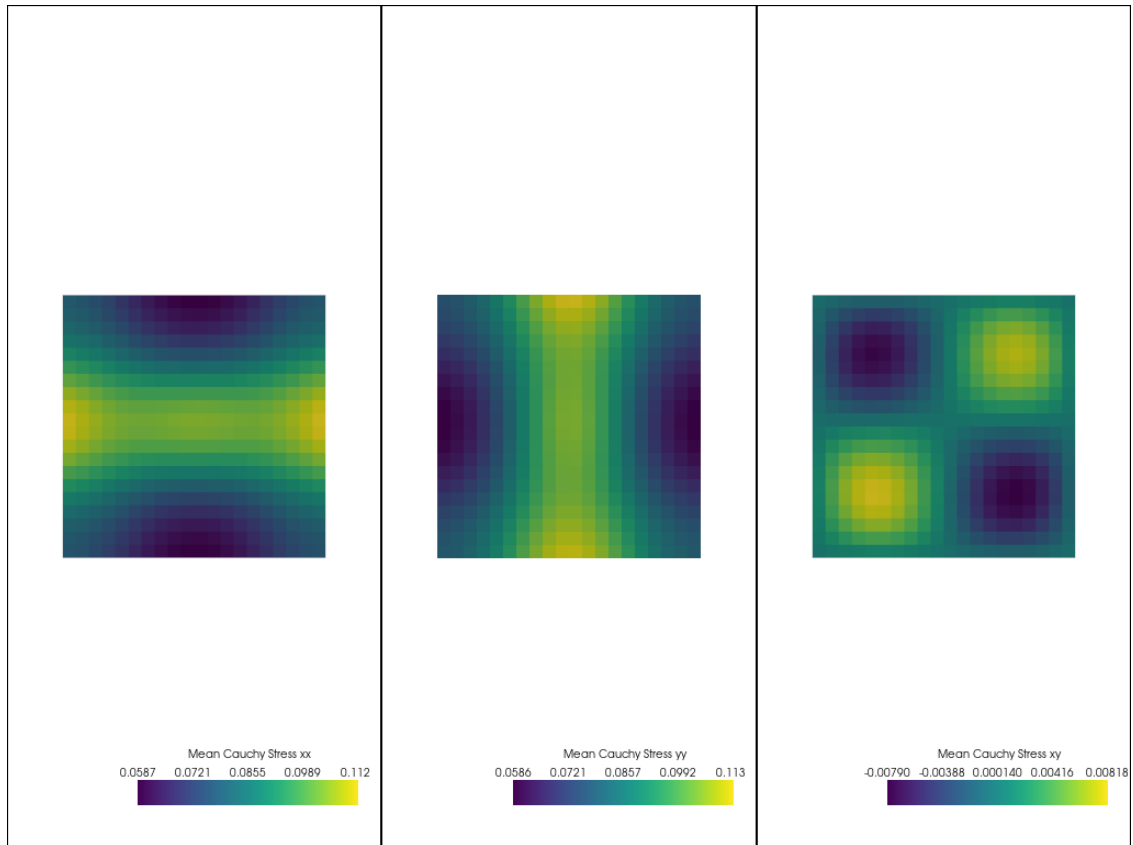 Mean Cauchy Stress xx
0.0587 0.0721 0.0855 0.0989 0.112
Mean Cauchy Stress yy
0.0586 0.0721 0.0857 0.0992 0.113
Mean Cauchy Stress xy
-0.00790 -0.00388 0.000140 0.00416 0.00818